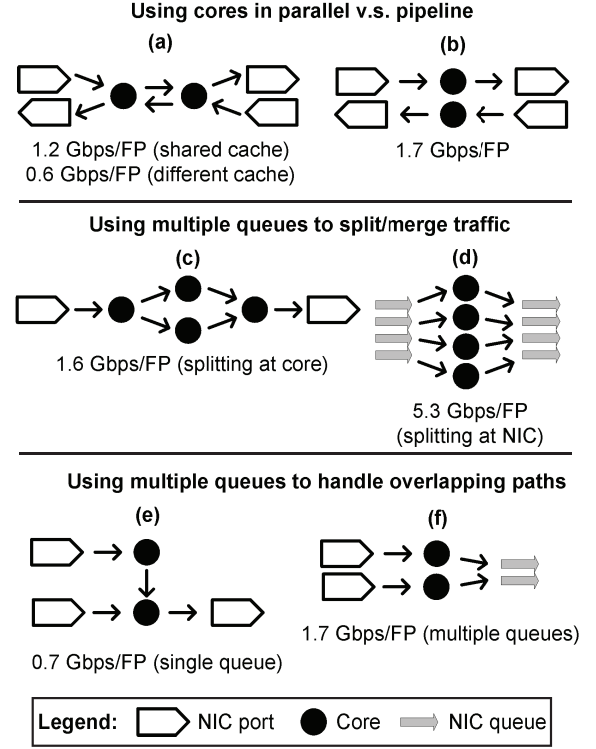 Using cores in parallel v.s. pipeline
(a)
(b)
1.2 Gbps/FP (shared cache)
0.6 Gbps/FP (different cache)
1.7 Gbps/FP
Using multiple queues to split/merge traffic
(c)
(d)
1.6 Gbps/FP (splitting at core)
5.3 Gbps/FP
(splitting at NIC)
Using multiple queues to handle overlapping paths
(e)
(f)
0.7 Gbps/FP (single queue)
1.7 Gbps/FP (multiple queues)
Legend: NIC port Core NIC queue